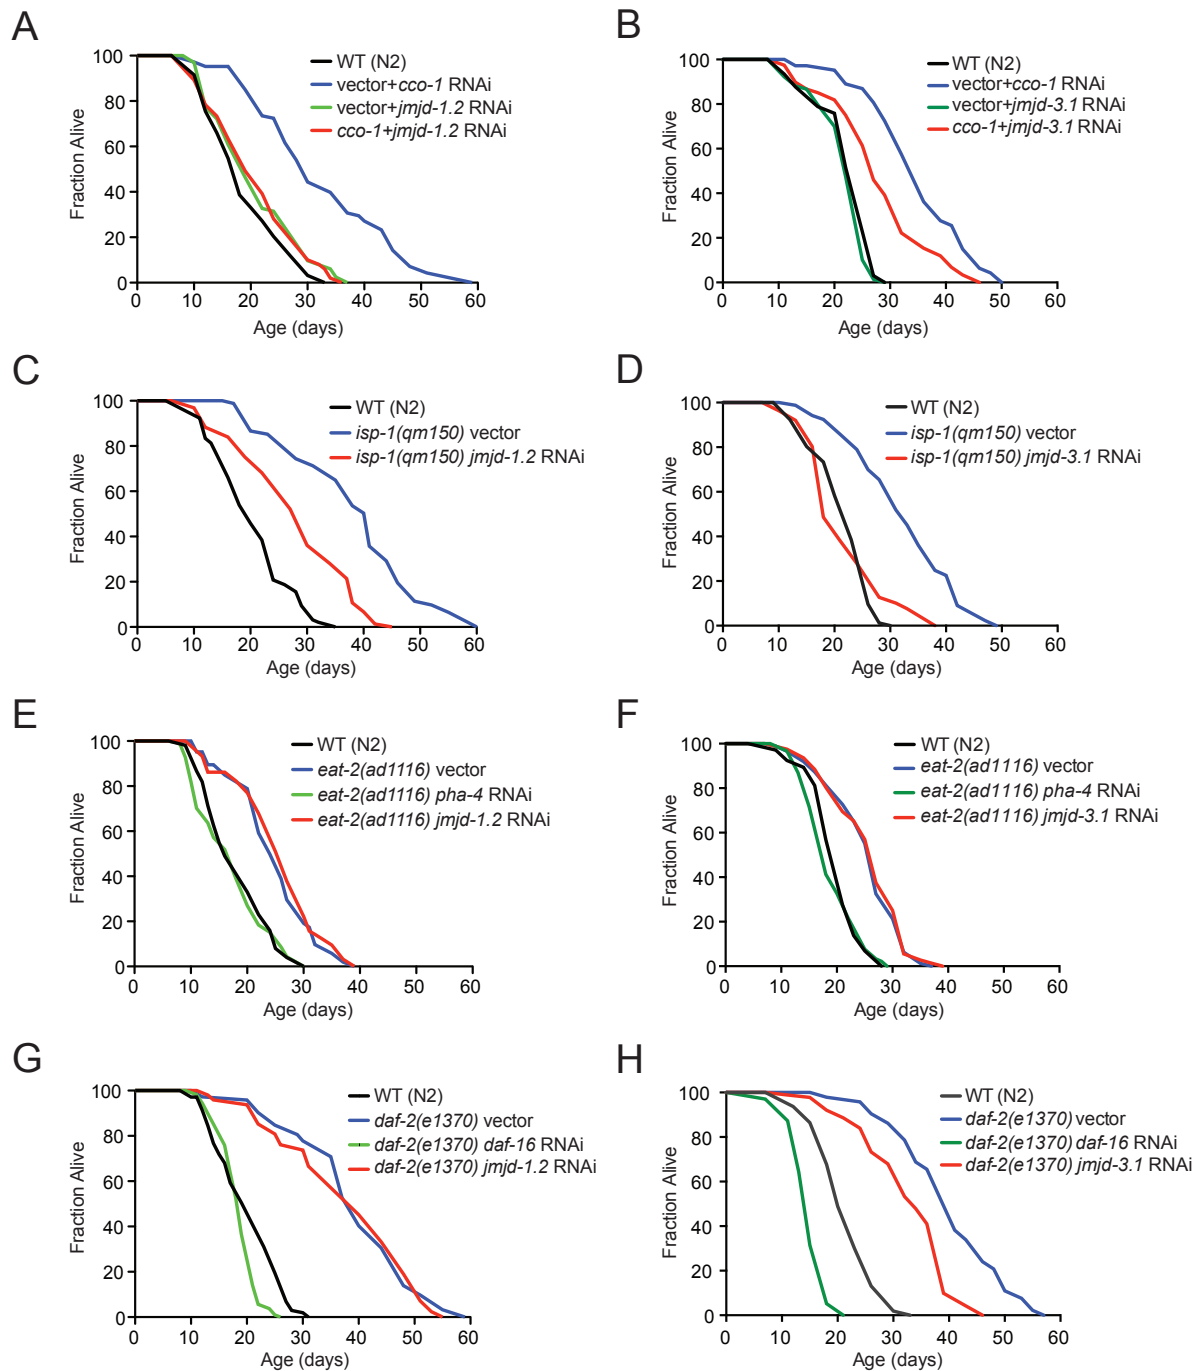 A
100
80
60
40
20
0
Fraction Alive
WT (N2)
vector+cco-1 RNAi
vector+jmjd-1.2 RNAi
cco-1+jmjd-1.2 RNAi
0 10 20 30 40 50 60
Age (days)
B
100
80
60
40
20
0
Fraction Alive
WT (N2)
vector+cco-1 RNAi
vector+jmjd-3.1 RNAi
cco-1+jmjd-3.1 RNAi
0 10 20 30 40 50 60
Age (days)
C
100
80
60
40
20
0
Fraction Alive
WT (N2)
isp-1(qm150) vector
isp-1(qm150) jmjd-1.2 RNAi
0 10 20 30 40 50 60
Age (days)
D
100
80
60
40
20
0
Fraction Alive
WT (N2)
isp-1(qm150) vector
isp-1(qm150) jmjd-3.1 RNAi
0 10 20 30 40 50 60
Age (days)
E
100
80
60
40
20
0
Fraction Alive
WT (N2)
eat-2(ad1116) vector
eat-2(ad1116) pha-4 RNAi
eat-2(ad1116) jmjd-1.2 RNAi
0 10 20 30 40 50 60
Age (days)
F
100
80
60
40
20
0
Fraction Alive
WT (N2)
eat-2(ad1116) vector
eat-2(ad1116) pha-4 RNAi
eat-2(ad1116) jmjd-3.1 RNAi
0 10 20 30 40 50 60
Age (days)
G
100
80
60
40
20
0
Fraction Alive
WT (N2)
daf-2(e1370) vector
daf-2(e1370) daf-16 RNAi
daf-2(e1370) jmjd-1.2 RNAi
0 10 20 30 40 50 60
Age (days)
H
100
80
60
40
20
0
Fraction Alive
WT (N2)
daf-2(e1370) vector
daf-2(e1370) daf-16 RNAi
daf-2(e1370) jmjd-3.1 RNAi
0 10 20 30 40 50 60
Age (days)